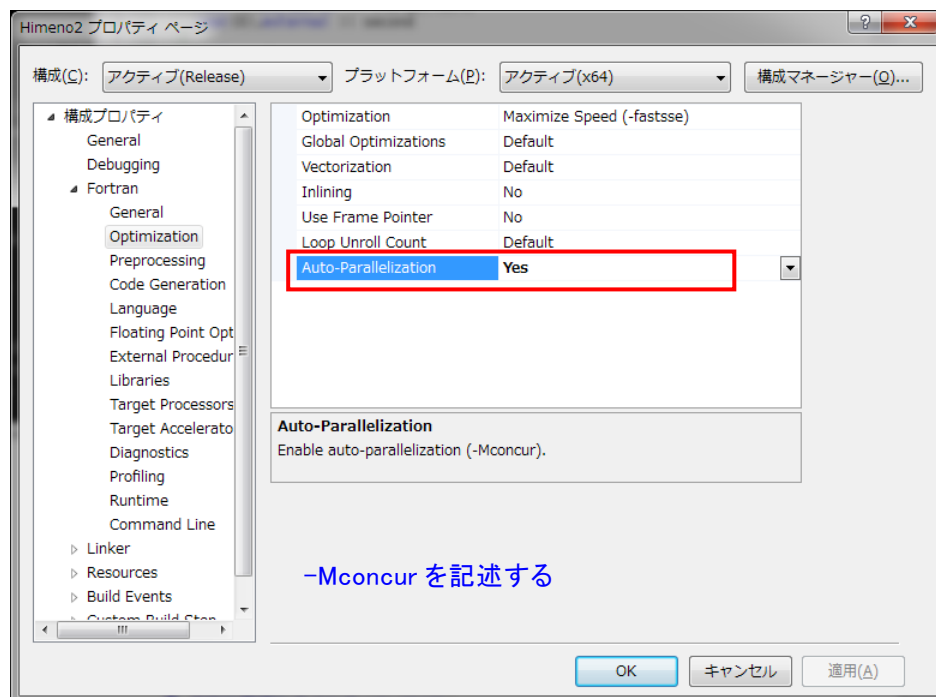 Himeno2 プロパティ ページ
構成(C): アクティブ(Release) プラットフォーム(P): アクティブ(x64) 構成マネージャー(O)...
構成プロパティ
General
Debugging
Fortran
General
Optimization
Preprocessing
Code Generation
Language
Floating Point Opt
External Procedur
Libraries
Target Processors
Target Accelerato
Diagnostics
Profiling
Runtime
Command Line
Linker
Resources
Build Events
Custom Build Step
Optimization Maximize Speed (-fastsse)
Global Optimizations Default
Vectorization Default
Inlining No
Use Frame Pointer No
Loop Unroll Count Default
Auto-Parallelization Yes
Auto-Parallelization
Enable auto-parallelization (-Mconcur).
-Mconcur を記述する
OK キャンセル 適用(A)